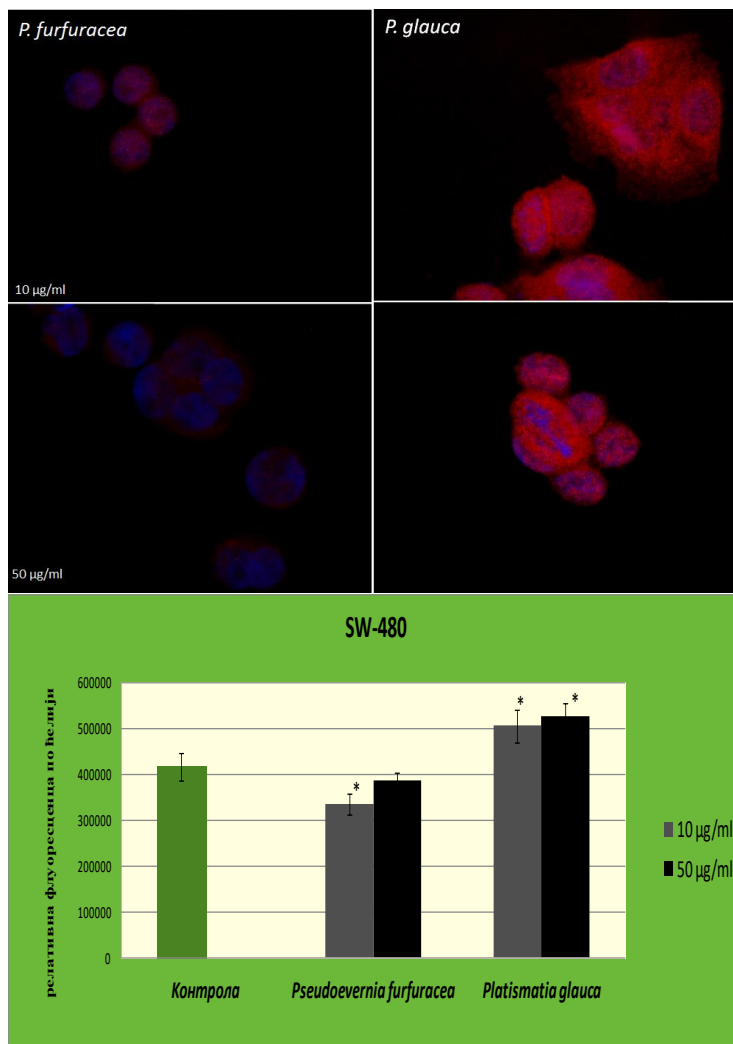 P. furfuracea
P. glauca
10 µg/ml
50 µg/ml
SW-480
релативна флуоресценца по ћелији
600000
500000
400000
300000
200000
100000
0
*
*
*
Контрола
Pseudoevernia furfuracea
Platismatia glauca
10 µg/ml
50 µg/ml